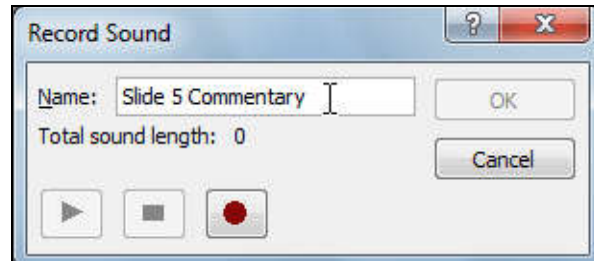 Record Sound ?
Name: Slide 5 Commentary OK
Total sound length: 0
Cancel